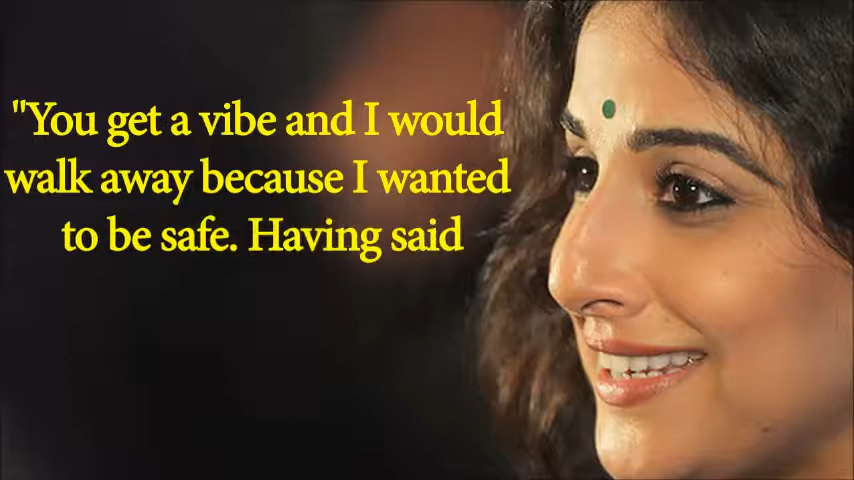 "You get a vibe and I would
walk away because I wanted
to be safe. Having said